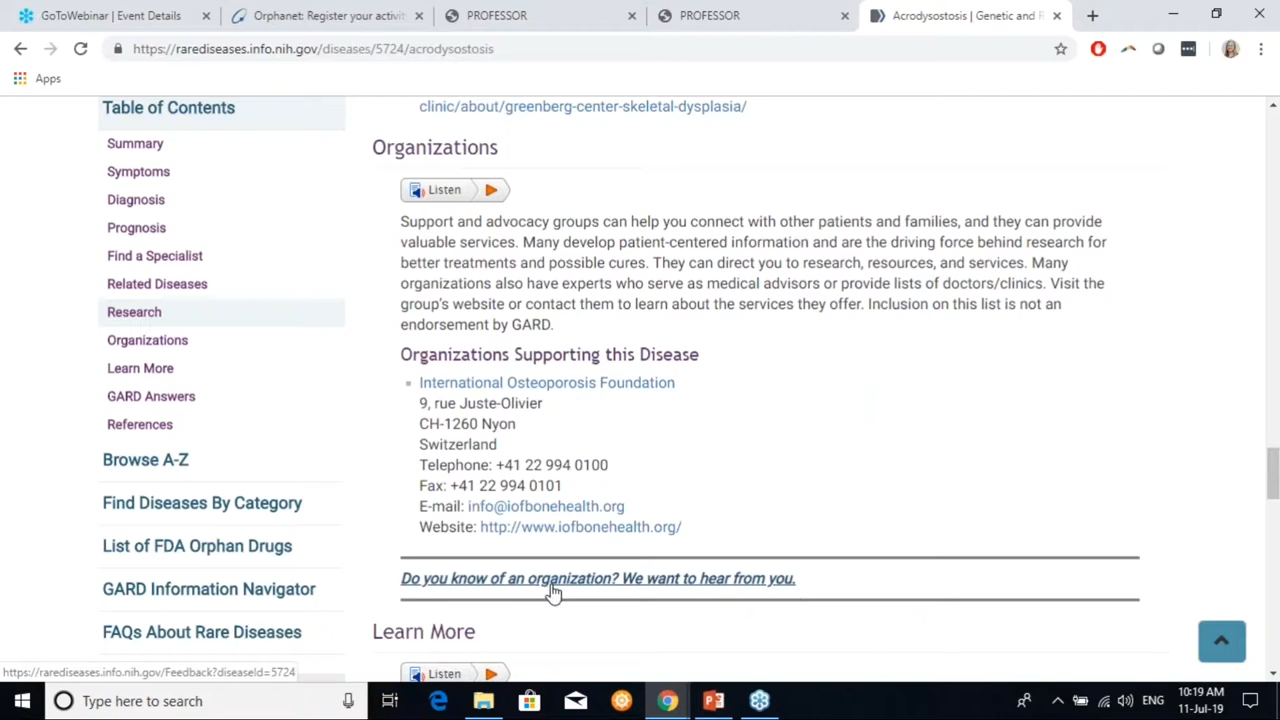 GoToWebinar | Event Details
Orphanet: Register your activit
PROFESSOR
PROFESSOR
Acrodysostosis | Genetic and R
https://rarediseases.info.nih.gov/diseases/5724/acrodysostosis
Apps
Table of Contents
Summary
Symptoms
Diagnosis
Prognosis
Find a Specialist
Related Diseases
Research
Organizations
Learn More
GARD Answers
References
Browse A-Z
Find Diseases By Category
List of FDA Orphan Drugs
GARD Information Navigator
FAQs About Rare Diseases
clinic/about/greenberg-center-skeletal-dysplasia/
Organizations
Listen
Support and advocacy groups can help you connect with other patients and families, and they can provide
valuable services. Many develop patient-centered information and are the driving force behind research for
better treatments and possible cures. They can direct you to research, resources, and services. Many
organizations also have experts who serve as medical advisors or provide lists of doctors/clinics. Visit the
group's website or contact them to learn about the services they offer. Inclusion on this list is not an
endorsement by GARD.
Organizations Supporting this Disease
International Osteoporosis Foundation
9, rue Juste-Olivier
CH-1260 Nyon
Switzerland
Telephone: +41 22 994 0100
Fax: +41 22 994 0101
E-mail: info@iofbonehealth.org
Website: http://www.iofbonehealth.org/
Do you know of an organization? We want to hear from you.
Learn More
Listen
https://rarediseases.info.nih.gov/Feedback?diseaseId=5724
Type here to search
ENG
10:19 AM
11-Jul-19